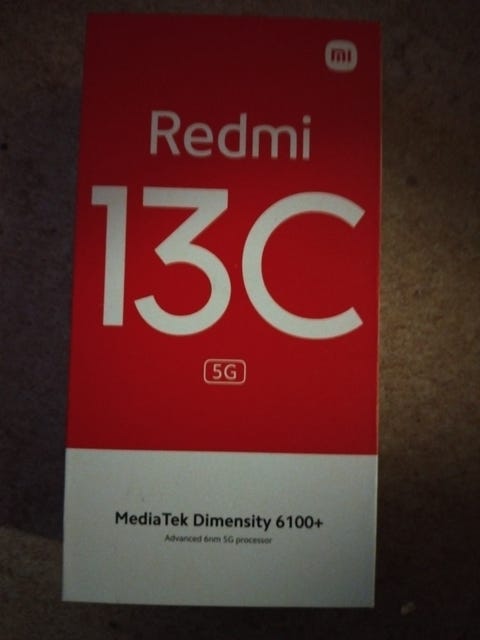 mi
Redmi
13C
5G
MediaTek Dimensity 6100+
Advanced 6nm 5G processor